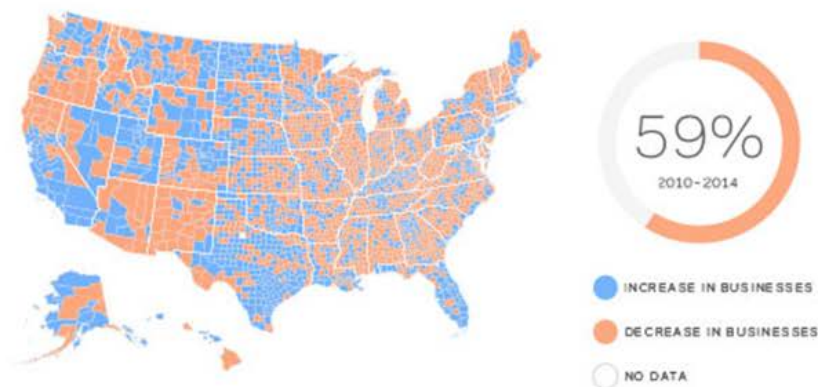 59%
2010-2014
INCREASE IN BUSINESSES
DECREASE IN BUSINESSES
NO DATA